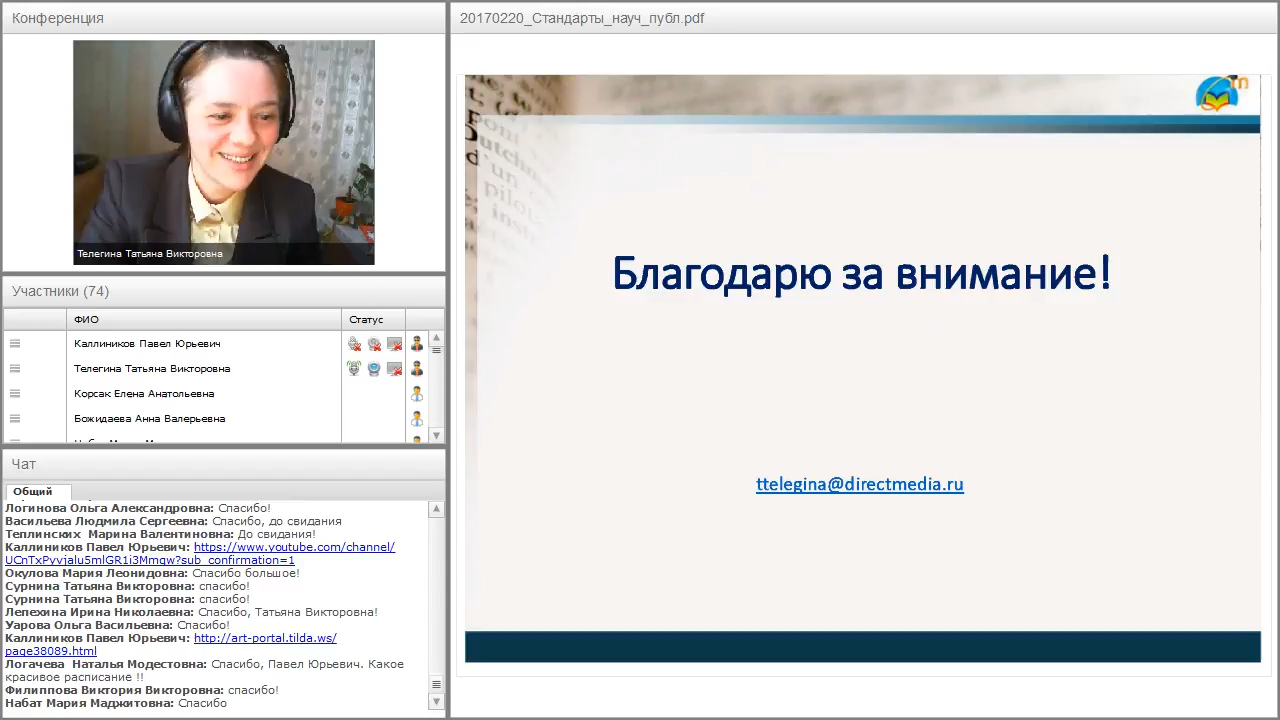 Конференция
Телегина Татьяна Викторовна
Участники (74)
ФИО
Статус
Каллиников Павел Юрьевич
Телегина Татьяна Викторовна
Корсак Елена Анатольевна
Божидаева Анна Валерьевна
Чат
Общий
Логинова Ольга Александровна: Спасибо!
Васильева Людмила Сергеевна: Спасибо, до свидания
Теплинских Марина Валентиновна: До свидания!
Каллиников Павел Юрьевич: https://www.youtube.com/channel/
UCnTxPyvjalu5mlGR1i3Mmqw?sub_confirmation=1
Окулова Мария Леонидовна: Спасибо большое!
Сурнина Татьяна Викторовна: спасибо!
Сурнина Татьяна Викторовна: спасибо!
Лепехина Ирина Николаевна: Спасибо, Татьяна Викторовна!
Уарова Ольга Васильевна: Спасибо!
Каллиников Павел Юрьевич: http://art-portal.tilda.ws/
page38089.html
Логачева Наталья Модестовна: Спасибо, Павел Юрьевич. Какое
красивое расписание !!
Филиппова Виктория Викторовна: спасибо!
Набат Мария Маджитовна: Спасибо
20170220_Стандарты_науч_публ.pdf
Благодарю за внимание!
ttelegina@directmedia.ru